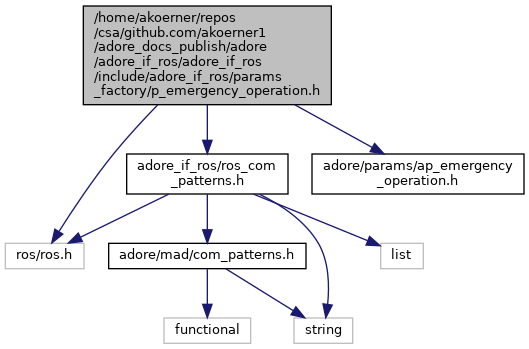 /home/akoerner/repos
/csa/github.com/akoerner1
/adore_docs_publish/adore
/adore_if_ros/adore_if_ros
/include/adore_if_ros/params
_factory/p_emergency_operation.h
adore_if_ros/ros_com
_patterns.h
adore/params/ap_emergency
_operation.h
ros/ros.h
adore/mad/com_patterns.h
list
functional
string